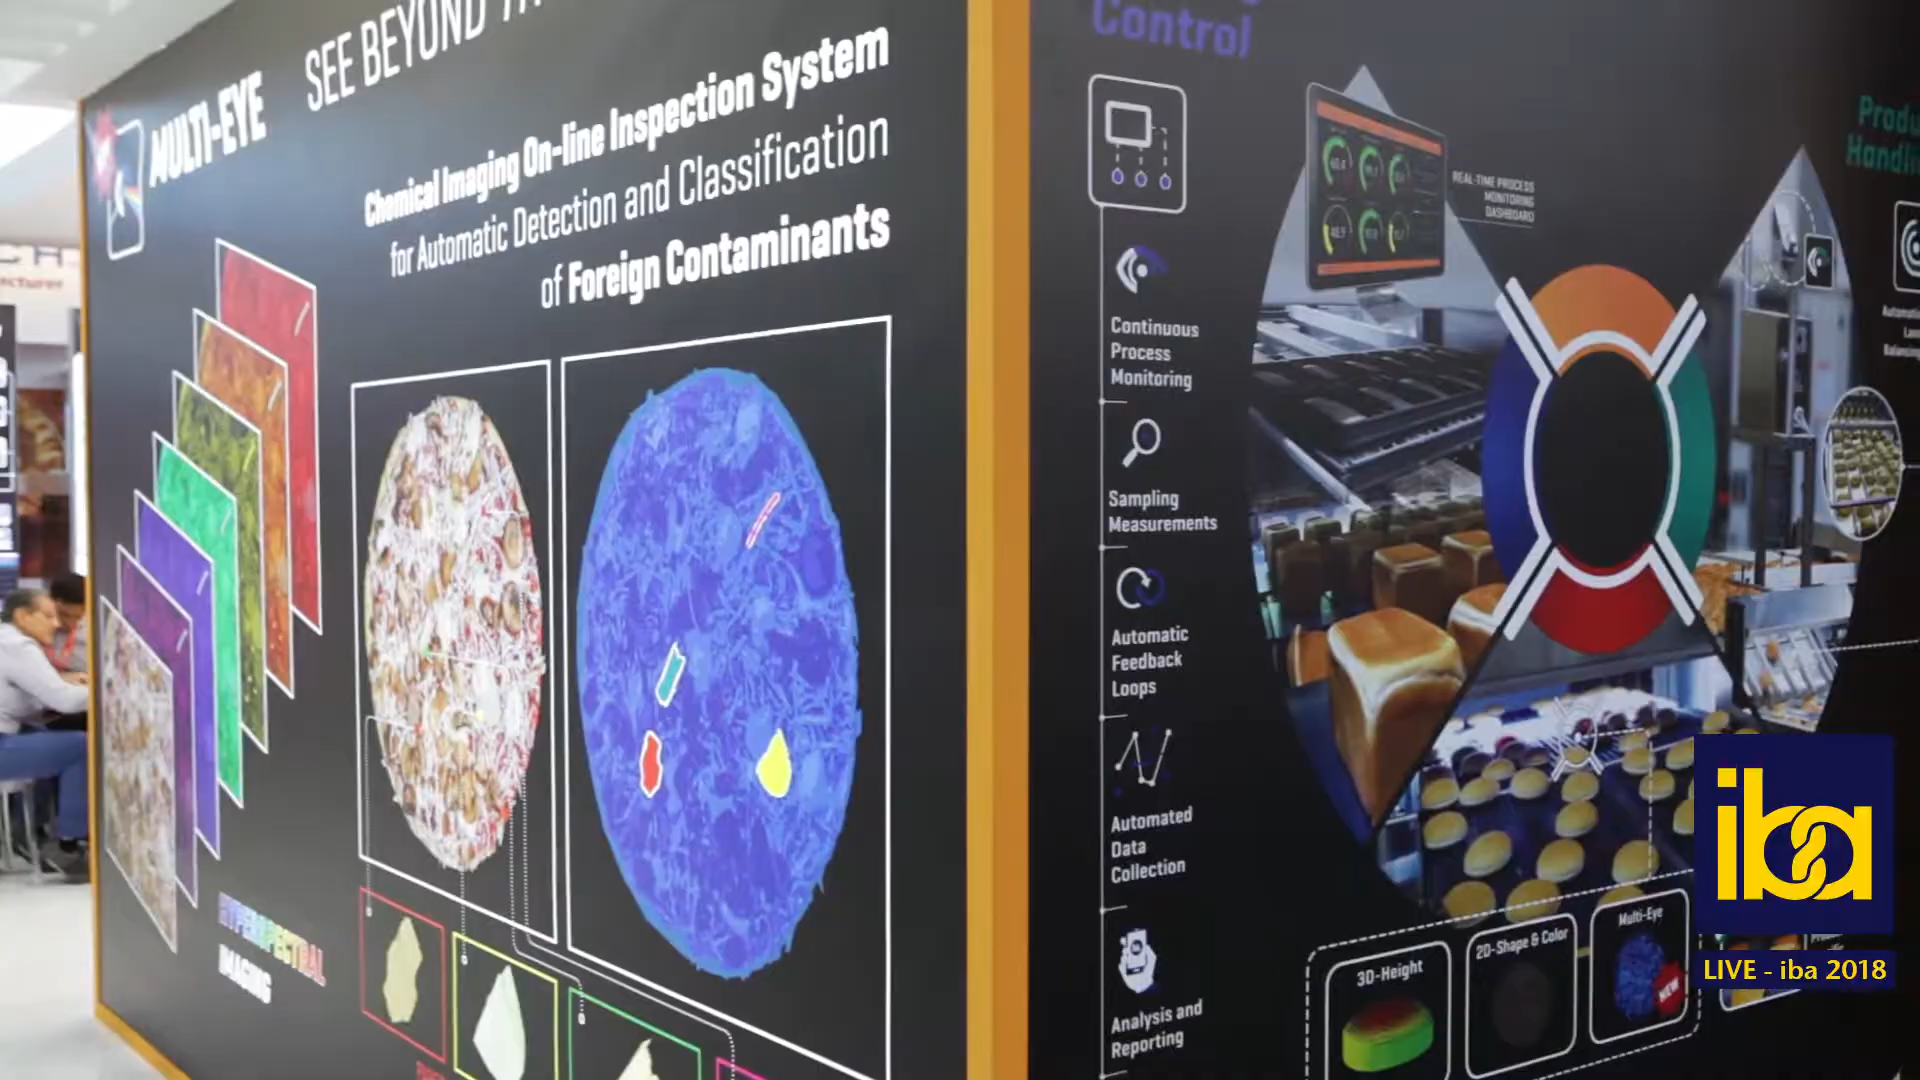 MULTI-EYE
SEE BEYOND
Chemical Imaging On-line Inspection System
for Automatic Detection and Classification
of Foreign Contaminants
HYPERSPECTRAL
IMAGING
Control
REAL-TIME PROCESS
MONITORING
DASHBOARD
Continuous
Process
Monitoring
Sampling
Measurements
Automatic
Feedback
Loops
Automated
Data
Collection
Analysis and
Reporting
3D-Height
2D-Shape & Color
Multi-Eye
NEW
iba
LIVE - iba 2018